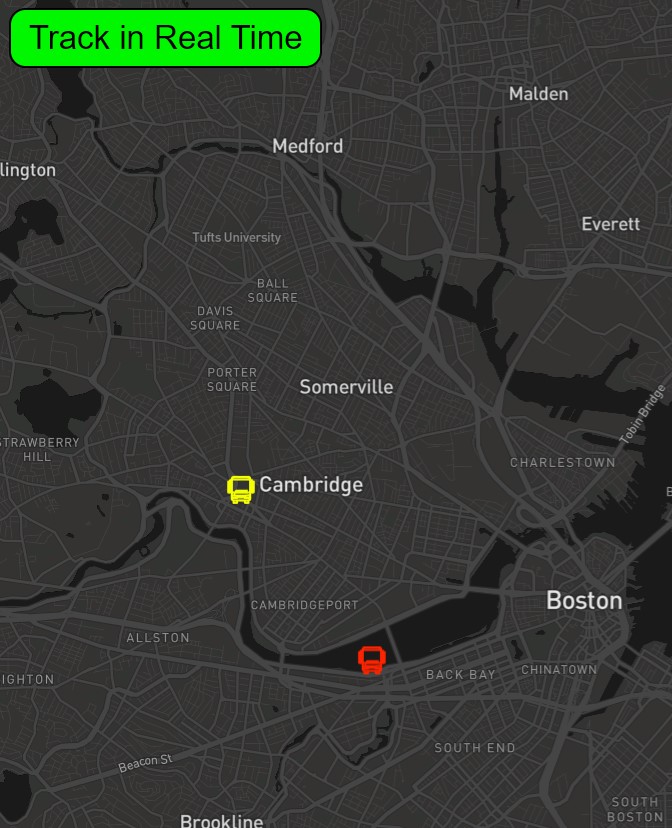 Track in Real Time
Malden
Medford
lington
Everett
Tufts University
BALL
SQUARE
DAVIS
SQUARE
PORTER
SQUARE
Somerville
Tobin Bridge
STRAWBERRY
HILL
CHARLESTOWN
Cambridge
B
Boston
CAMBRIDGEPORT
ALLSTON
CHINATOWN
BACK BAY
IGHTON
SOUTH END
Beacon St
SOUTH
BOSTON
Brookline